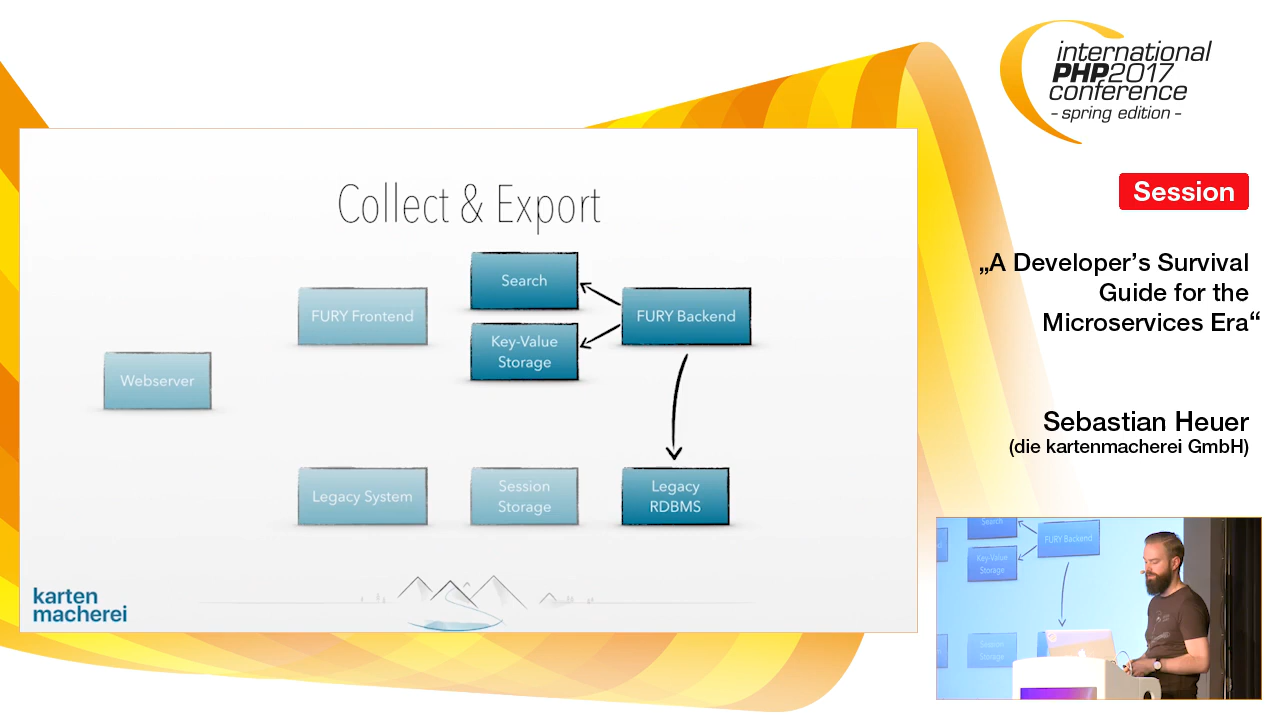 international
PHP2017
conference
- spring edition -
Session
„A Developer’s Survival
Guide for the
Microservices Era“
Sebastian Heuer
(die kartenmacherei GmbH)
Collect & Export
Search
FURY Frontend
FURY Backend
Key-Value
Storage
Webserver
Legacy System
Session
Storage
Legacy
RDBMS
karten
macherei
Search
FURY Backend
Key-Value
Storage
Session
Storage